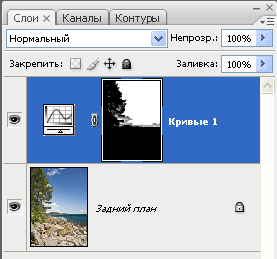 Слои × Каналы Контуры
Нормальный Непрозр.: 100%
Закрепить: Заливка: 100%
Кривые 1
Задний план